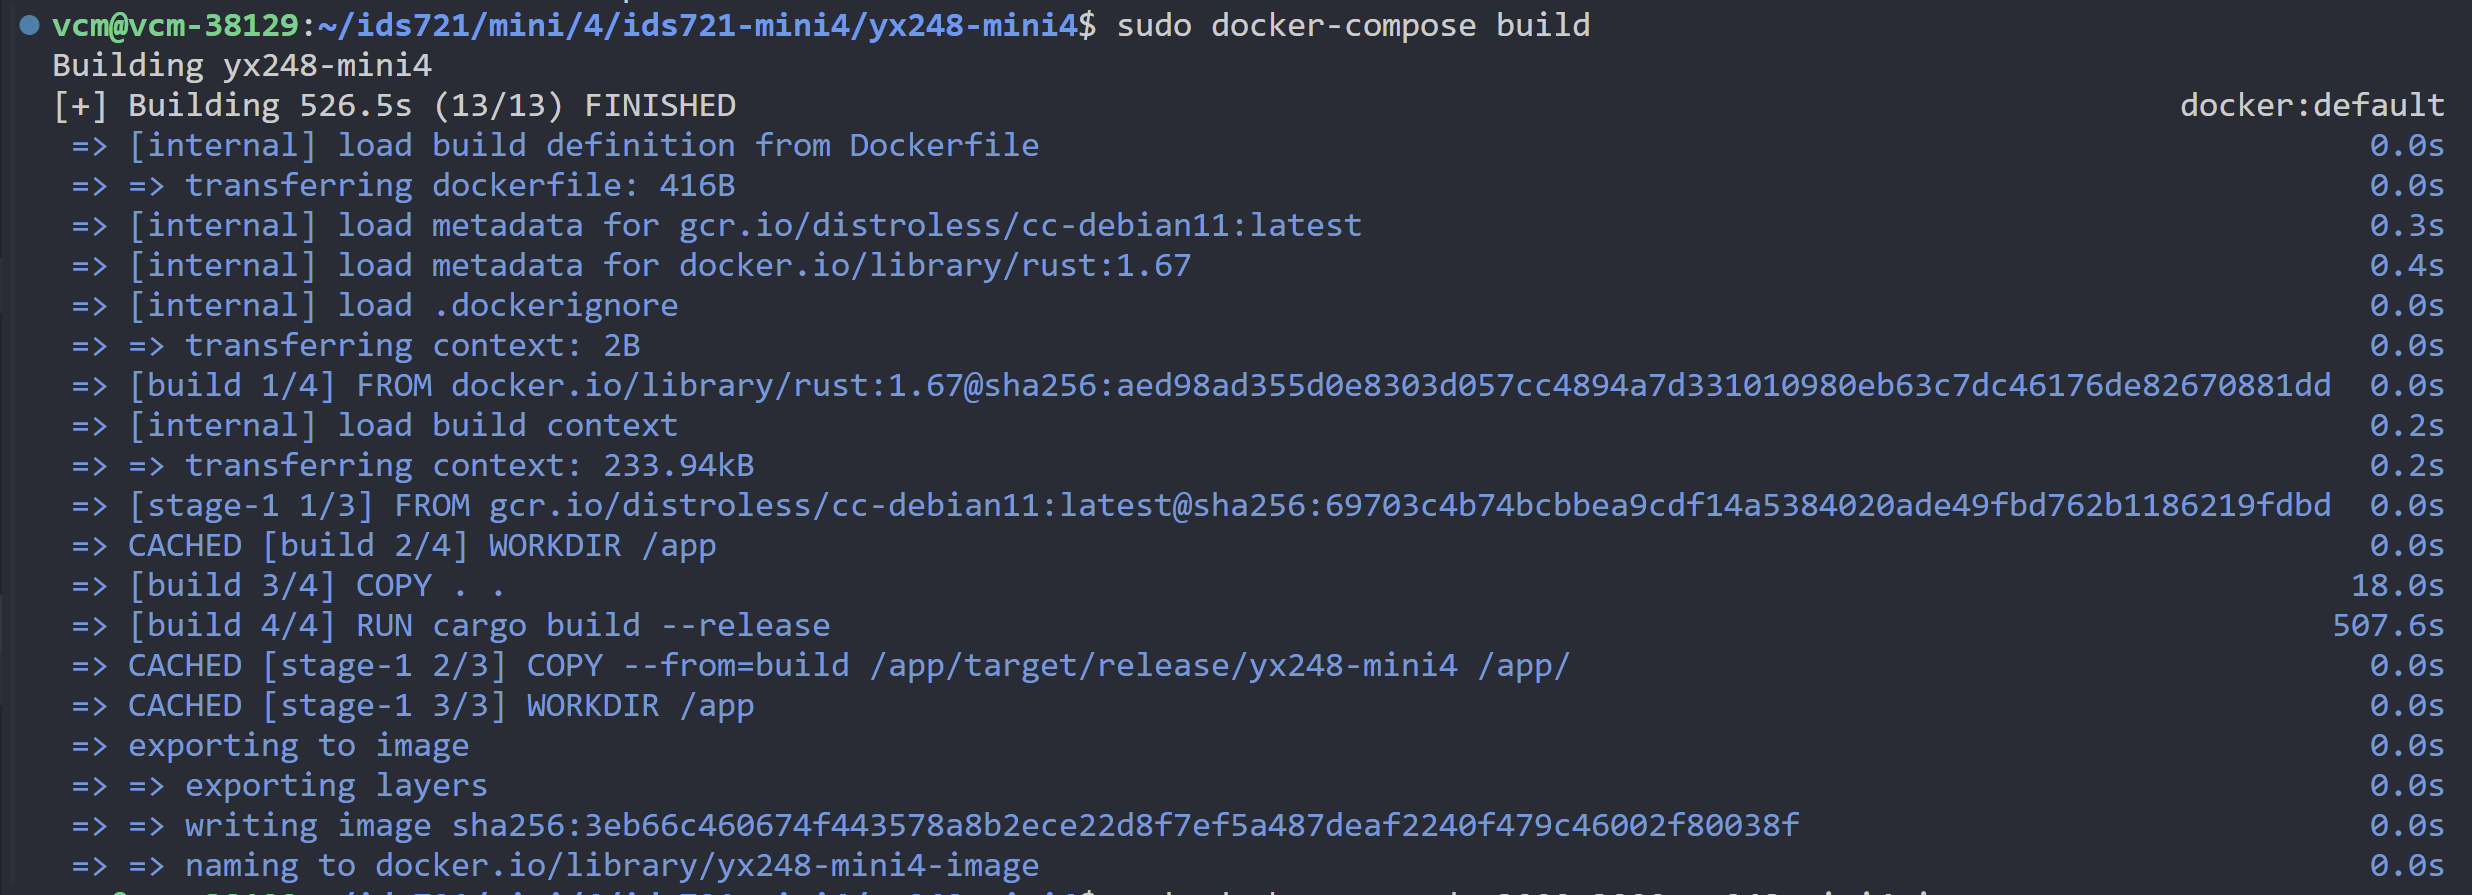 vcm@vcm-38129:~/ids721/mini/4/ids721-mini4/yx248-mini4$ sudo docker-compose build
Building yx248-mini4
[+] Building 526.5s (13/13) FINISHED docker:default
=> [internal] load build definition from Dockerfile 0.0s
=> => transferring dockerfile: 416B 0.0s
=> [internal] load metadata for gcr.io/distroless/cc-debian11:latest 0.3s
=> [internal] load metadata for docker.io/library/rust:1.67 0.4s
=> [internal] load .dockerignore 0.0s
=> => transferring context: 2B 0.0s
=> [build 1/4] FROM docker.io/library/rust:1.67@sha256:aed98ad355d0e8303d057cc4894a7d331010980eb63c7dc46176de82670881dd 0.0s
=> [internal] load build context 0.2s
=> => transferring context: 233.94kB 0.2s
=> [stage-1 1/3] FROM gcr.io/distroless/cc-debian11:latest@sha256:69703c4b74bcbbea9cdf14a5384020ade49fbd762b1186219fdbd 0.0s
=> CACHED [build 2/4] WORKDIR /app 0.0s
=> [build 3/4] COPY . . 18.0s
=> [build 4/4] RUN cargo build --release 507.6s
=> CACHED [stage-1 2/3] COPY --from=build /app/target/release/yx248-mini4 /app/ 0.0s
=> CACHED [stage-1 3/3] WORKDIR /app 0.0s
=> exporting to image 0.0s
=> => exporting layers 0.0s
=> => writing image sha256:3eb66c460674f443578a8b2ece22d8f7ef5a487deaf2240f479c46002f80038f 0.0s
=> => naming to docker.io/library/yx248-mini4-image 0.0s